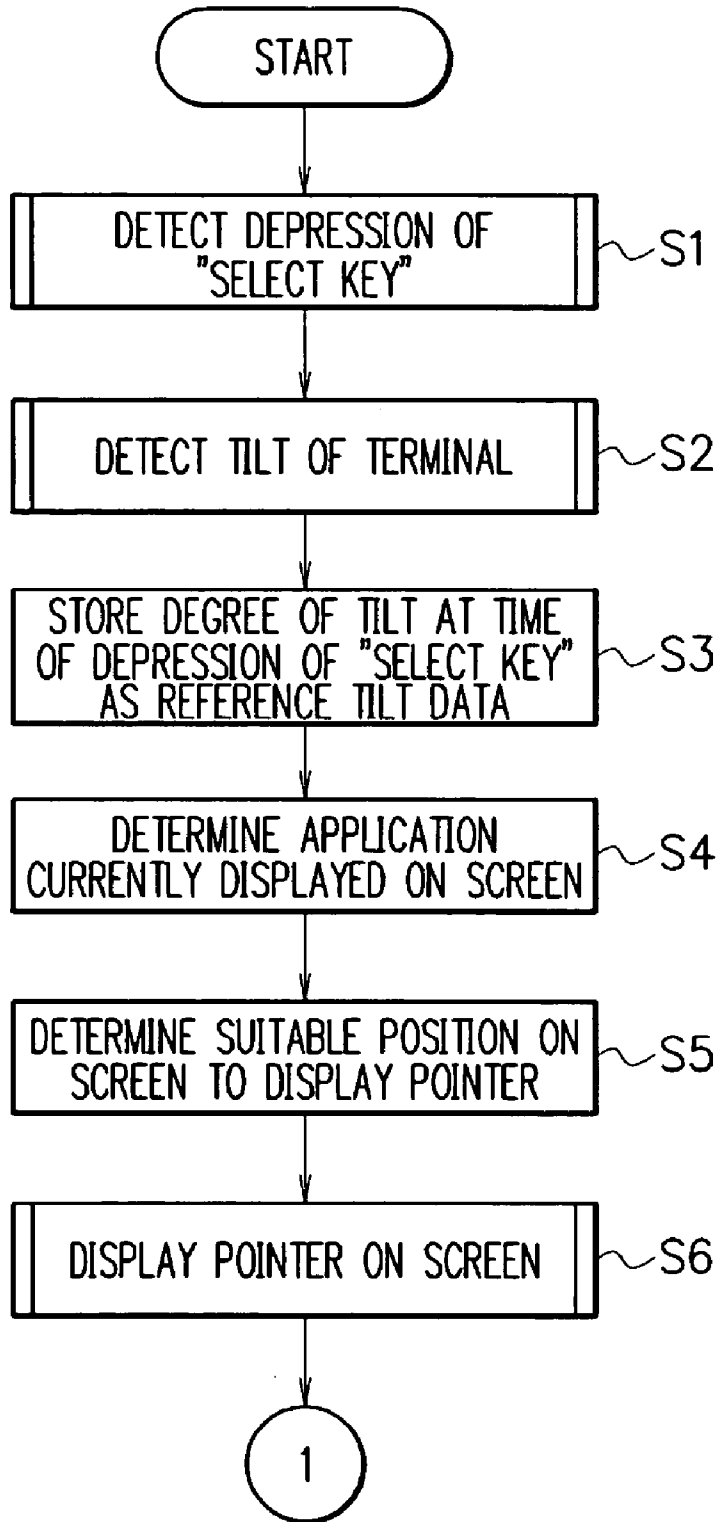 START
DETECT DEPRESSION OF
"SELECT KEY"
S1
DETECT TILT OF TERMINAL
S2
STORE DEGREE OF TILT AT TIME
OF DEPRESSION OF "SELECT KEY"
AS REFERENCE TILT DATA
S3
DETERMINE APPLICATION
CURRENTLY DISPLAYED ON SCREEN
S4
DETERMINE SUITABLE POSITION ON
SCREEN TO DISPLAY POINTER
S5
DISPLAY POINTER ON SCREEN
S6
1